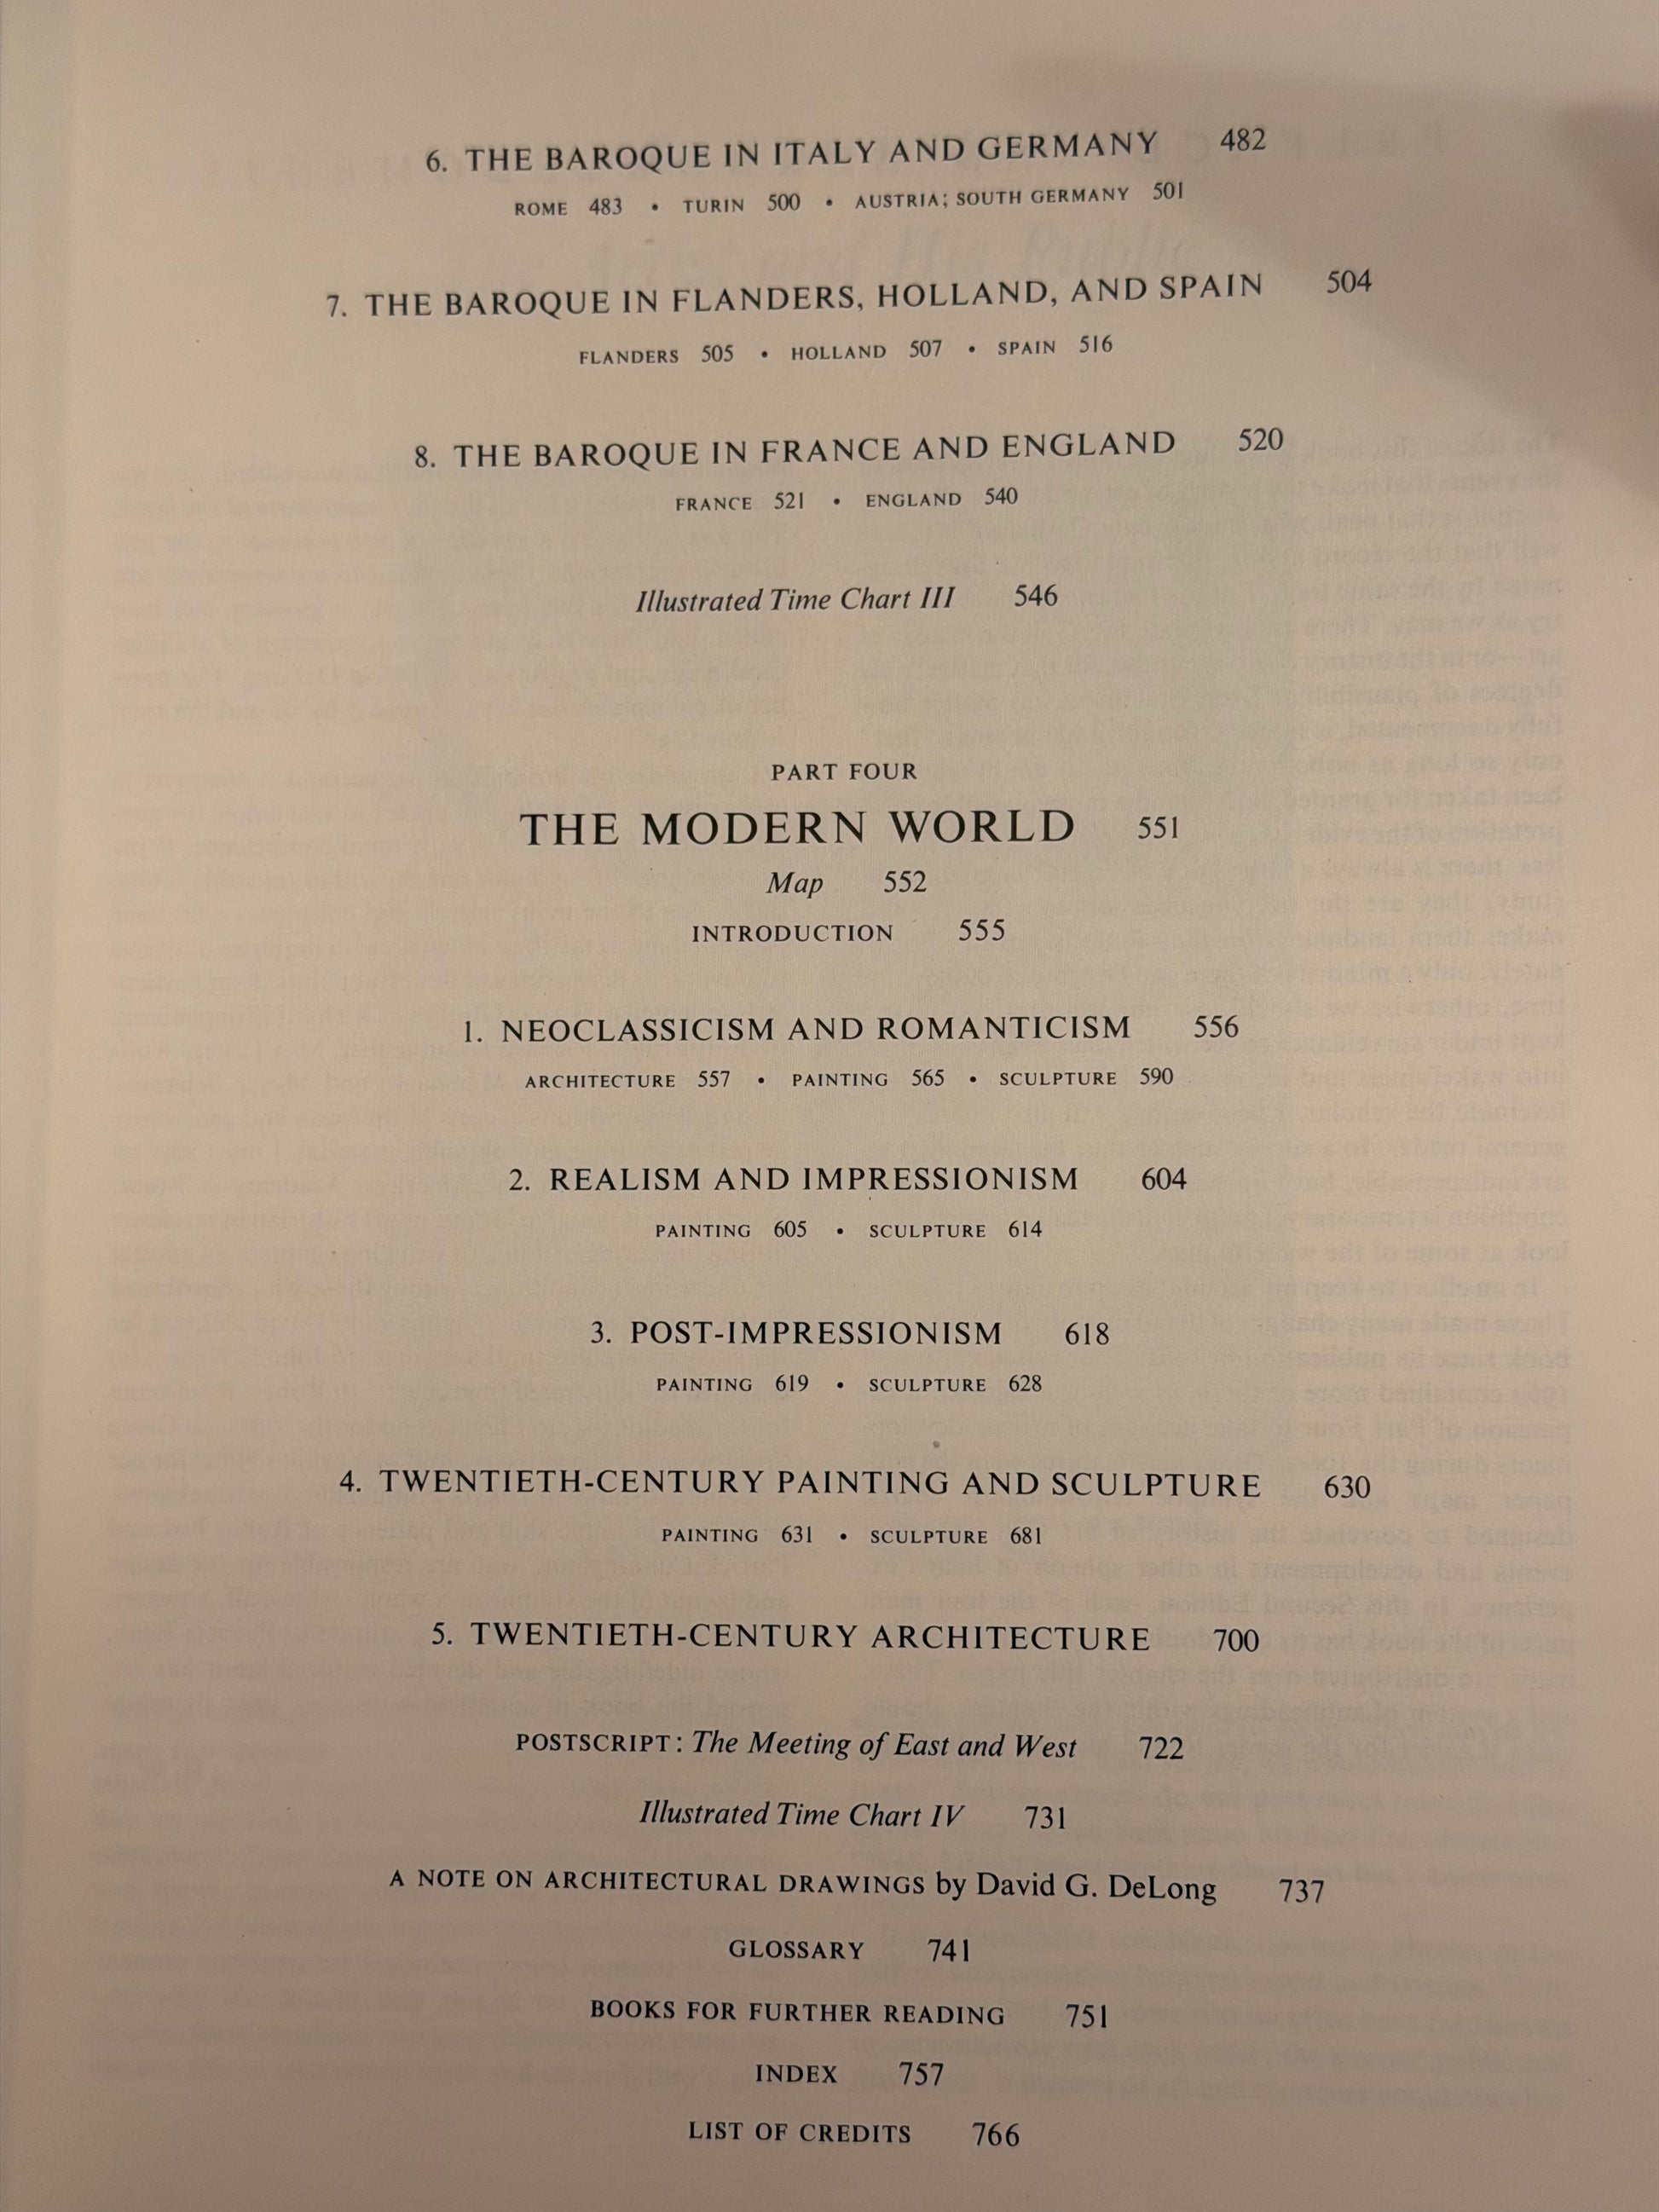 6. THE BAROQUE IN ITALY AND GERMANY 482
ROME 483 • TURIN 500 • AUSTRIA; SOUTH GERMANY 501
7. THE BAROQUE IN FLANDERS, HOLLAND, AND SPAIN 504
FLANDERS 505 • HOLLAND 507 • SPAIN 516
8. THE BAROQUE IN FRANCE AND ENGLAND 520
FRANCE 521 • ENGLAND 540
Illustrated Time Chart III 546
PART FOUR
THE MODERN WORLD 551
Map 552
INTRODUCTION 555
1. NEOCLASSICISM AND ROMANTICISM 556
ARCHITECTURE 557 • PAINTING 565 • SCULPTURE 590
2. REALISM AND IMPRESSIONISM 604
PAINTING 605 • SCULPTURE 614
3. POST-IMPRESSIONISM 618
PAINTING 619 • SCULPTURE 628
4. TWENTIETH-CENTURY PAINTING AND SCULPTURE 630
PAINTING 631 • SCULPTURE 681
5. TWENTIETH-CENTURY ARCHITECTURE 700
POSTSCRIPT: The Meeting of East and West 722
Illustrated Time Chart IV 731
A NOTE ON ARCHITECTURAL DRAWINGS by David G. DeLong 737
GLOSSARY 741
BOOKS FOR FURTHER READING 751
INDEX 757
LIST OF CREDITS 766